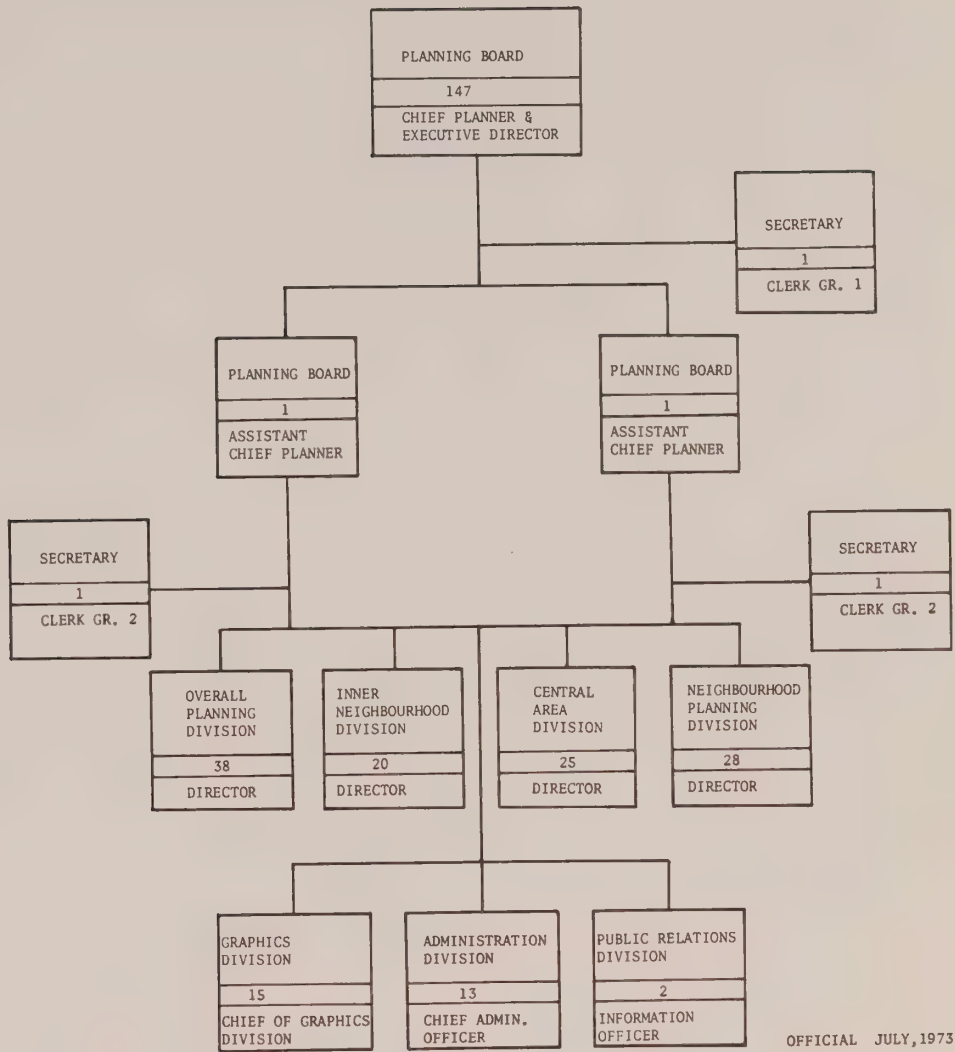 PLANNING BOARD
147
CHIEF PLANNER &
EXECUTIVE DIRECTOR
SECRETARY
1
CLERK GR. 1
PLANNING BOARD
1
ASSISTANT
CHIEF PLANNER
PLANNING BOARD
1
ASSISTANT
CHIEF PLANNER
SECRETARY
1
CLERK GR. 2
SECRETARY
1
CLERK GR. 2
OVERALL
PLANNING
DIVISION
38
DIRECTOR
INNER
NEIGHBOURHOOD
DIVISION
20
DIRECTOR
CENTRAL
AREA
DIVISION
25
DIRECTOR
NEIGHBOURHOOD
PLANNING
DIVISION
28
DIRECTOR
GRAPHICS
DIVISION
15
CHIEF OF GRAPHICS
DIVISION
ADMINISTRATION
DIVISION
13
CHIEF ADMIN.
OFFICER
PUBLIC RELATIONS
DIVISION
2
INFORMATION
OFFICER
OFFICIAL JULY,1973